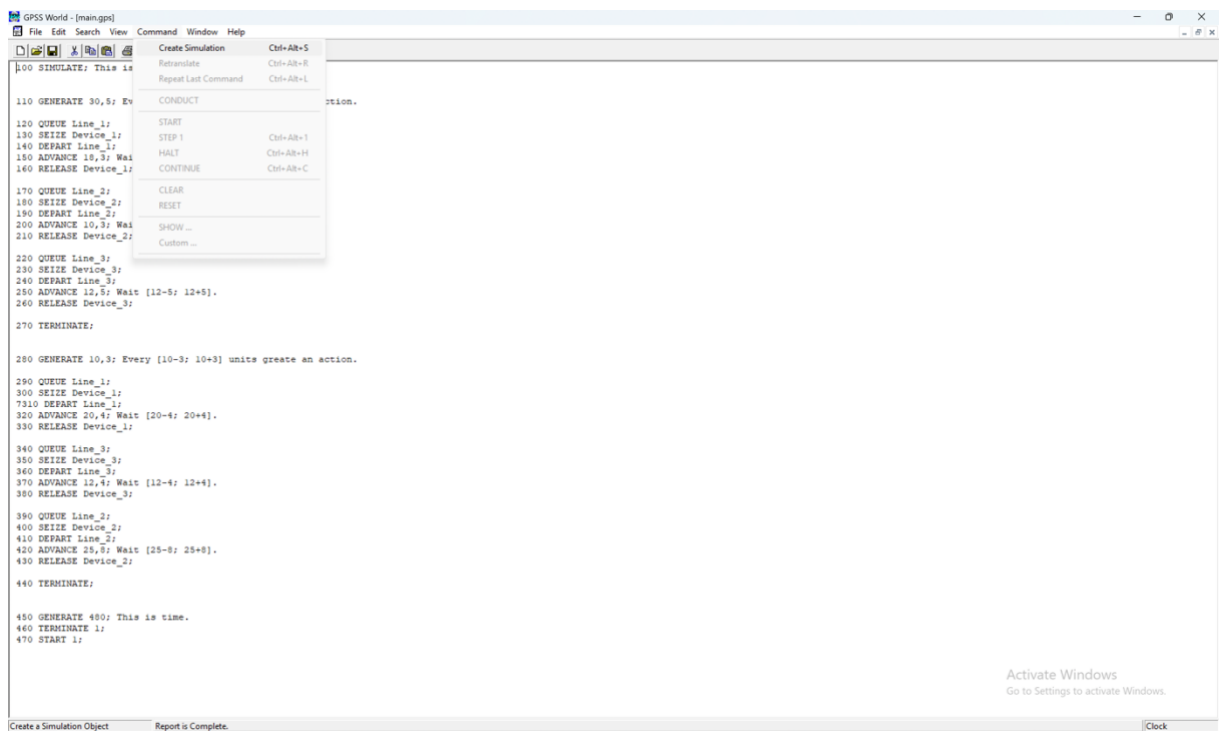 GPSS World - [main.gps]
File Edit Search View Command Window Help
Create Simulation Ctrl+Alt+S
Retranslate Ctrl+Alt+R
Repeat Last Command Ctrl+Alt+L
CONDUCT
START
STEP 1 Ctrl+Alt+1
HALT Ctrl+Alt+H
CONTINUE Ctrl+Alt+C
CLEAR
RESET
SHOW ...
Custom ...
100 SIMULATE; This is
110 GENERATE 30,5; Ev ction.
120 QUEUE Line_1;
130 SEIZE Device_1;
140 DEPART Line_1;
150 ADVANCE 18,3; Wai
160 RELEASE Device_1;
170 QUEUE Line_2;
180 SEIZE Device_2;
190 DEPART Line_2;
200 ADVANCE 10,3; Wai
210 RELEASE Device_2;
220 QUEUE Line_3;
230 SEIZE Device_3;
240 DEPART Line_3;
250 ADVANCE 12,5; Wait [12-5; 12+5].
260 RELEASE Device_3;
270 TERMINATE;
280 GENERATE 10,3; Every [10-3; 10+3] units greate an action.
290 QUEUE Line_1;
300 SEIZE Device_1;
7310 DEPART Line_1;
320 ADVANCE 20,4; Wait [20-4; 20+4].
330 RELEASE Device_1;
340 QUEUE Line_3;
350 SEIZE Device_3;
360 DEPART Line_3;
370 ADVANCE 12,4; Wait [12-4; 12+4].
380 RELEASE Device_3;
390 QUEUE Line_2;
400 SEIZE Device_2;
410 DEPART Line_2;
420 ADVANCE 25,8; Wait [25-8; 25+8].
430 RELEASE Device_2;
440 TERMINATE;
450 GENERATE 480; This is time.
460 TERMINATE 1;
470 START 1;
Activate Windows
Go to Settings to activate Windows.
Create a Simulation Object Report is Complete. Clock